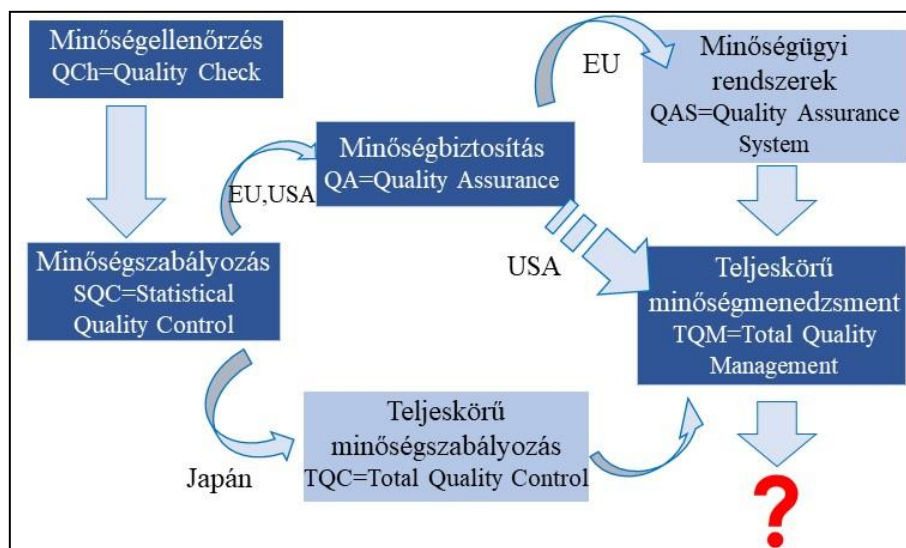 Minőségellenőrzés
QCh=Quality Check
EU,USA
Minőségbiztosítás
QA=Quality Assurance
EU
Minőségügyi
rendszerek
QAS=Quality Assurance
System
USA
Minőségszabályozás
SQC=Statistical
Quality Control
Japán
Teljeskörű
minőségszabályozás
TQC=Total Quality Control
Teljeskörű
minőségmenedzsment
TQM=Total Quality
Management
?